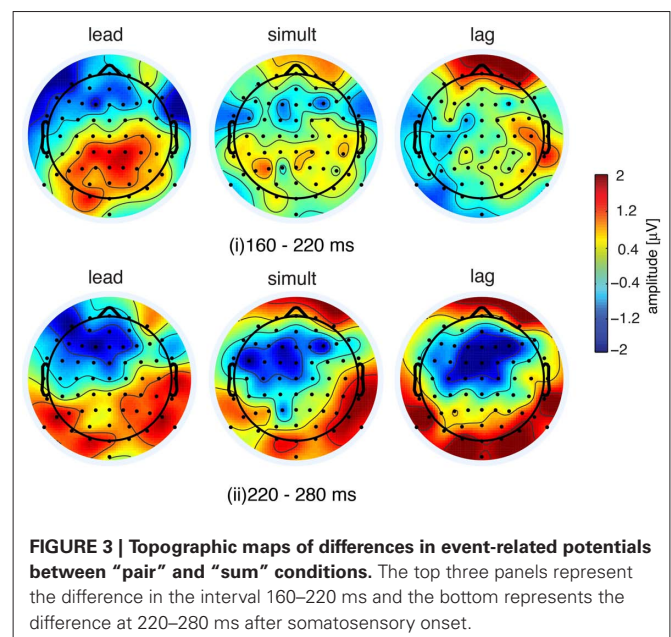 lead simult lag
2
1.2
0.4
−0.4
−1.2
−2
amplitude [μV]
(i)160 - 220 ms
lead simult lag
(ii)220 - 280 ms
FIGURE 3 | Topographic maps of differences in event-related potentials
between “pair” and “sum” conditions. The top three panels represent
the difference in the interval 160–220 ms and the bottom represents the
difference at 220–280 ms after somatosensory onset.